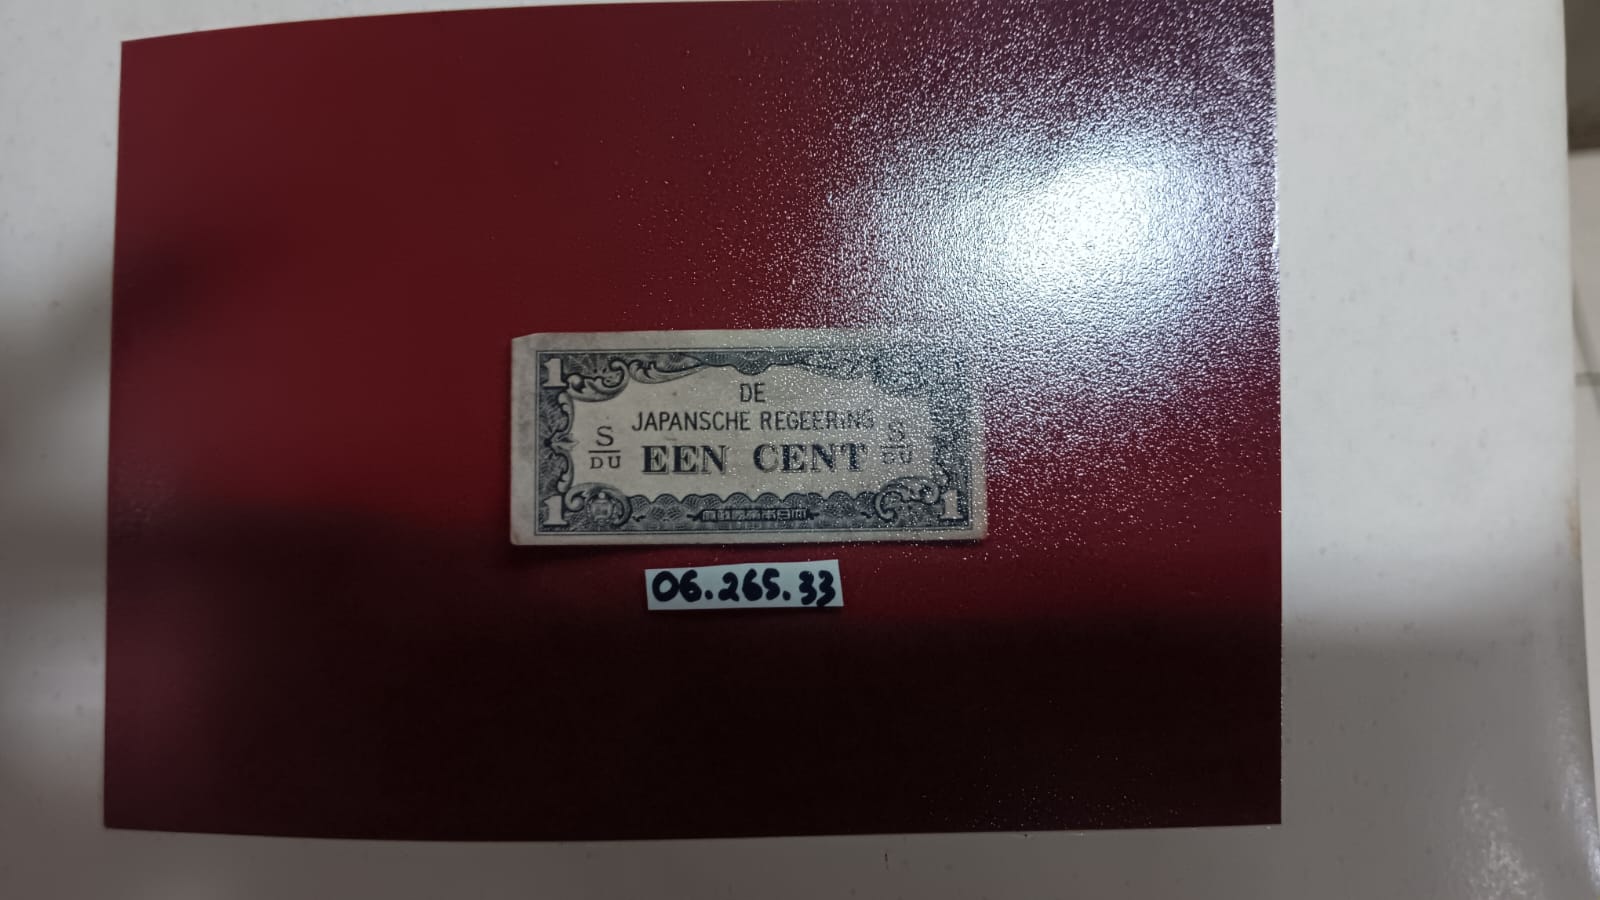 1
DE
JAPANSCHE REGEERING
S
DU
EEN CENT
S
DU
1
1
06.265.33